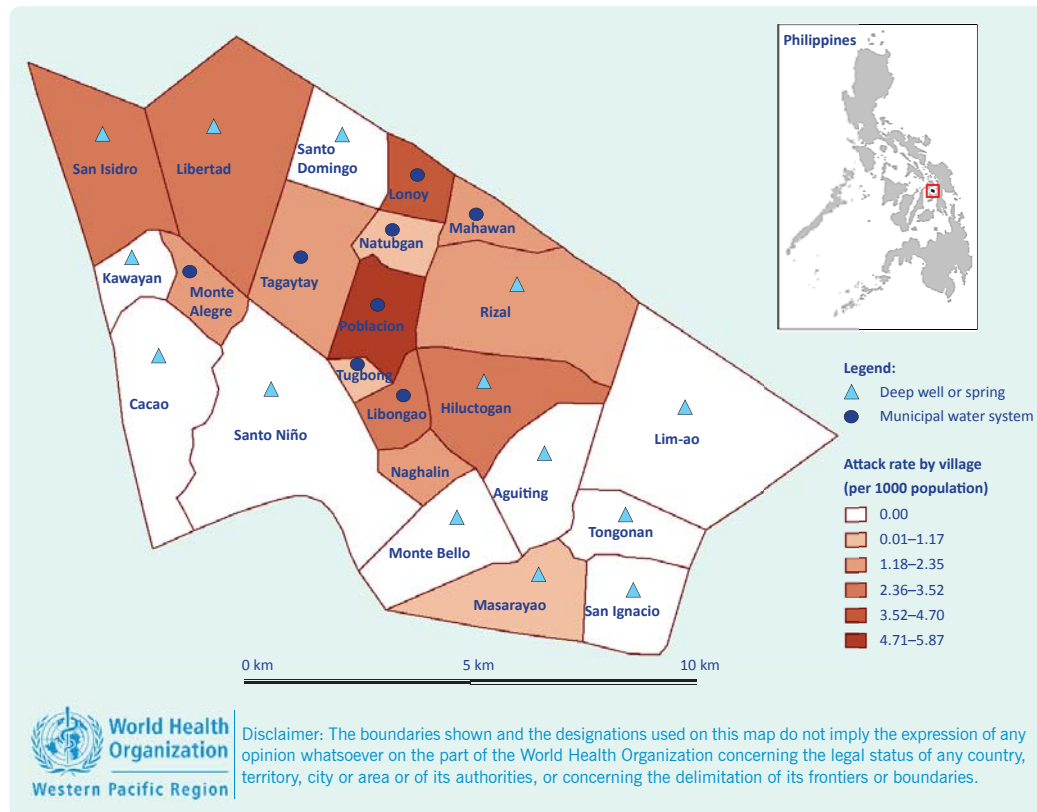 Philippines
Santo
Domingo
San Isidro
Libertad
Lonoy
Mahawan
Natubgan
Kawayan
Monte
Alegre
Tagaytay
Rizal
Poblacion
Tugbong
Cacao
Libongao
Hiluctogan
Santo Niño
Lim-ao
Naghalin
Aguiting
Tongonan
Monte Bello
Masarayao
San Ignacio
Legend:
Deep well or spring
Municipal water system
Attack rate by village
(per 1000 population)
0.00
0.01–1.17
1.18–2.35
2.36–3.52
3.52–4.70
4.71–5.87
0 km 5 km 10 km
World Health
Organization
Western Pacific Region
Disclaimer: The boundaries shown and the designations used on this map do not imply the expression of any
opinion whatsoever on the part of the World Health Organization concerning the legal status of any country,
territory, city or area or of its authorities, or concerning the delimitation of its frontiers or boundaries.